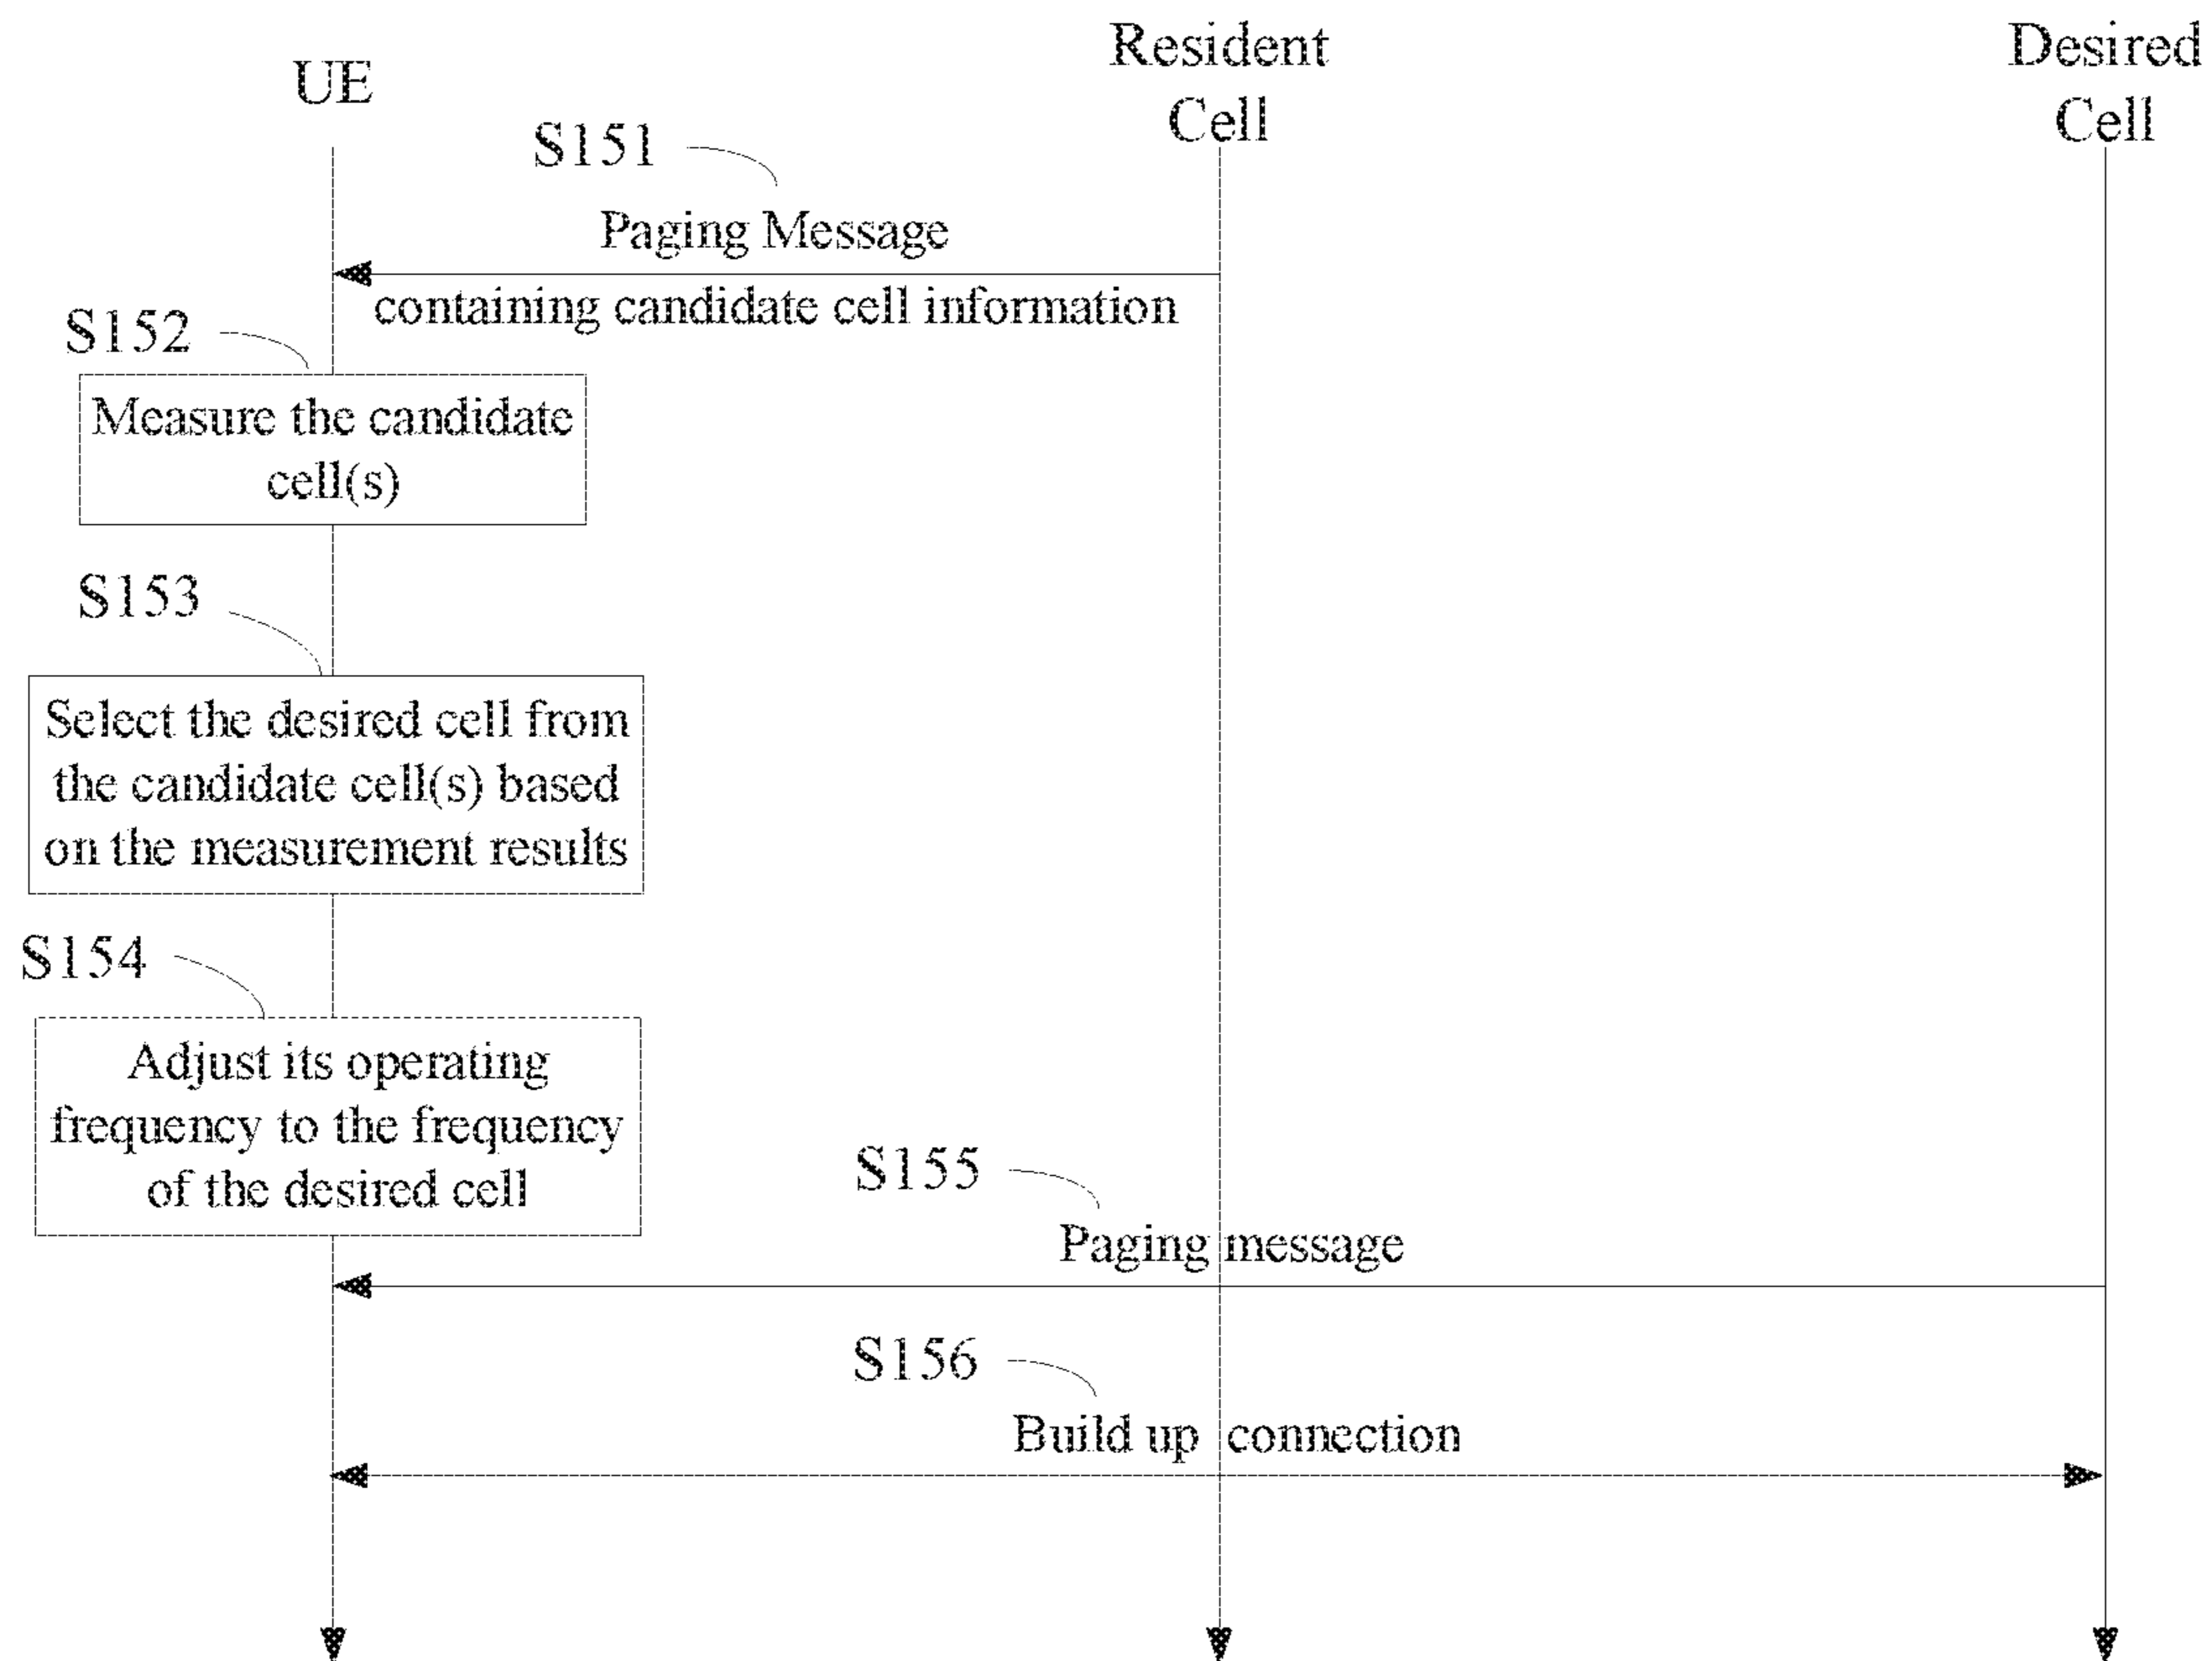 UE
Resident
Cell
Desired
Cell
S151
Paging Message
containing candidate cell information
S152
Measure the candidate
cell(s)
S153
Select the desired cell from
the candidate cell(s) based
on the measurement results
S154
Adjust its operating
frequency to the frequency
of the desired cell
S155
Paging message
S156
Build up connection